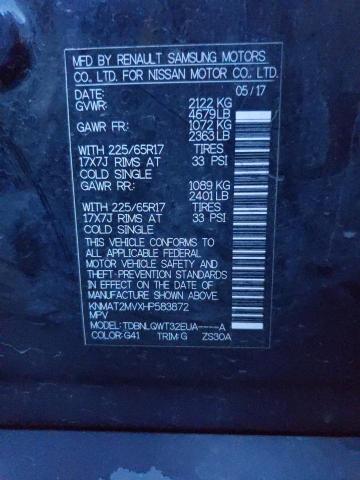 MFD BY RENAULT SAMSUNG MOTORS
CO., LTD. FOR NISSAN MOTOR CO., LTD.
DATE: 05/17
GVWR: 2122 KG
4679 LB
GAWR FR: 1072 KG
2363 LB
WITH 225/65R17 TIRES
17X7J RIMS AT 33 PSI
COLD SINGLE
GAWR RR: 1089 KG
2401 LB
WITH 225/65R17 TIRES
17X7J RIMS AT 33 PSI
COLD SINGLE
THIS VEHICLE CONFORMS TO
ALL APPLICABLE FEDERAL
MOTOR VEHICLE SAFETY AND
THEFT-PREVENTION STANDARDS
IN EFFECT ON THE DATE OF
MANUFACTURE SHOWN ABOVE.
KNMAT2MVXHP583872
MPV
MODEL: TDBNLQWT32EUA----A
COLOR: G41 TRIM: G ZS30A